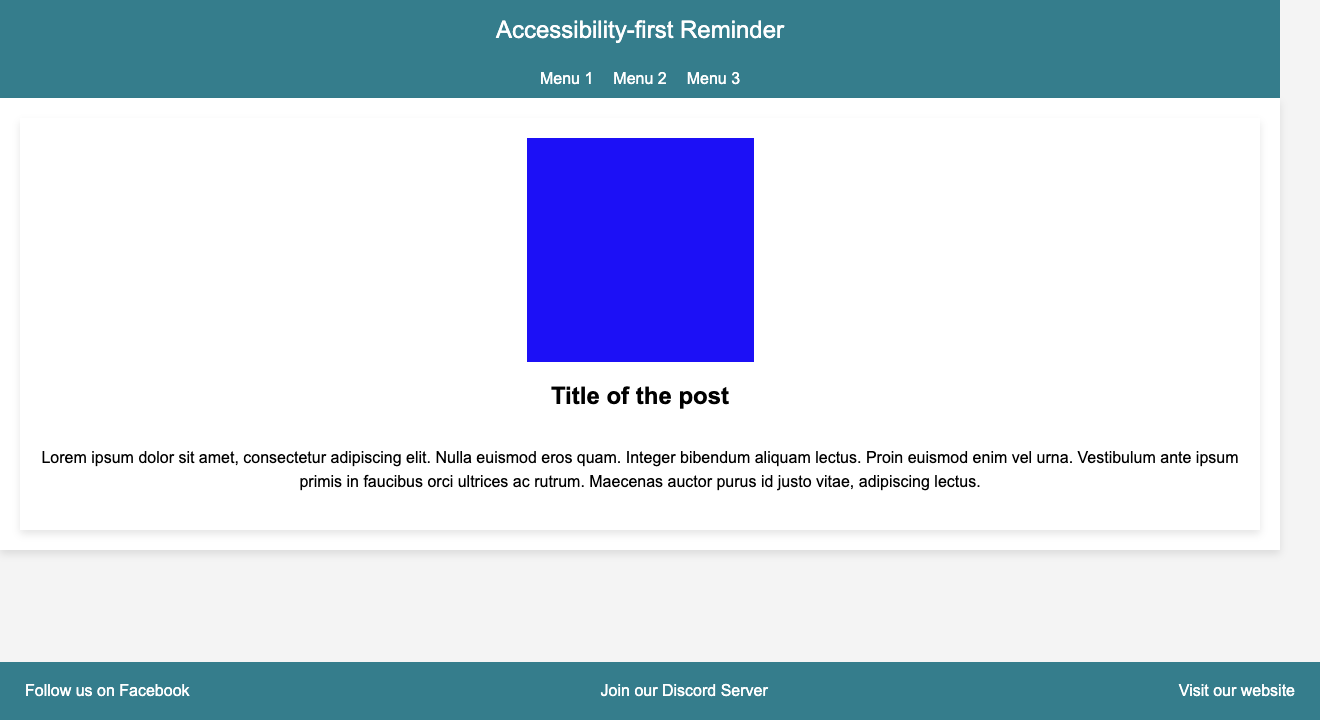 Accessibility-first Reminder
Menu 1 Menu 2 Menu 3
Title of the post
Lorem ipsum dolor sit amet, consectetur adipiscing elit. Nulla euismod eros quam. Integer bibendum aliquam lectus. Proin euismod enim vel urna. Vestibulum ante ipsum
primis in faucibus orci ultrices ac rutrum. Maecenas auctor purus id justo vitae, adipiscing lectus.
Follow us on Facebook Join our Discord Server Visit our website